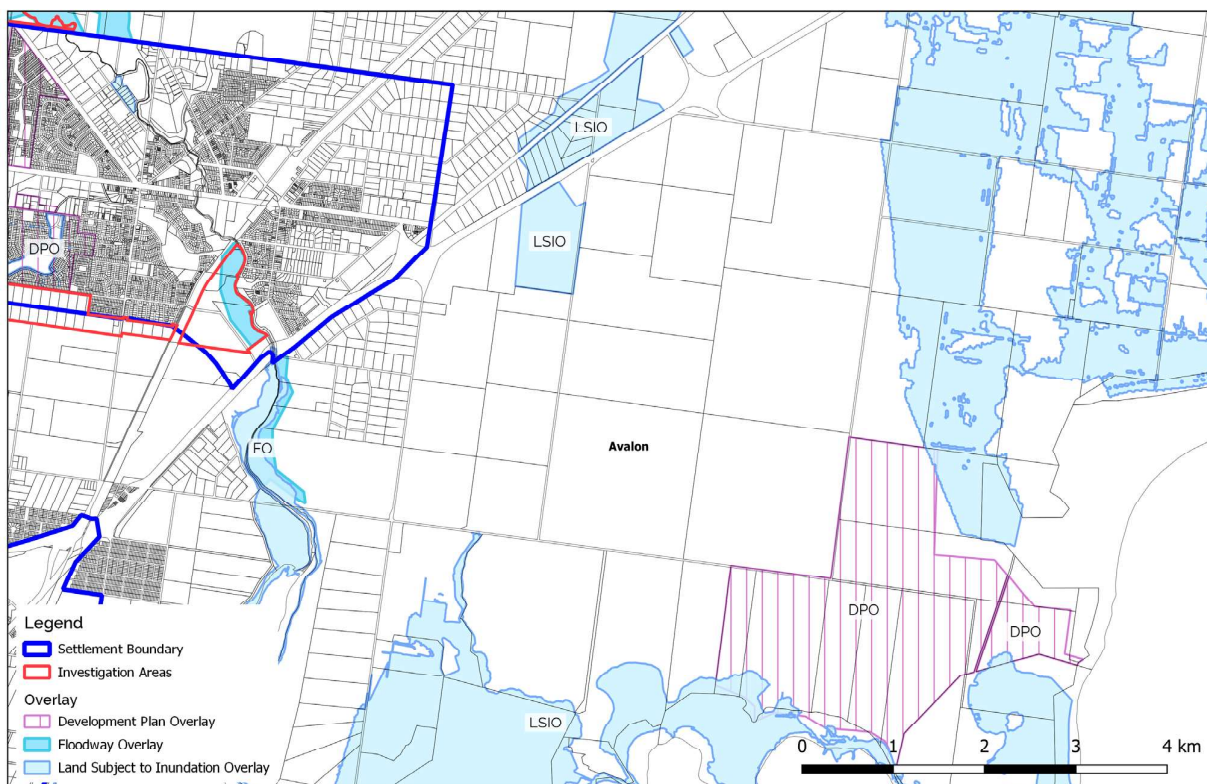 LSIO
LSIO
DPO
FO
Avalon
DPO
DPO
LSIO
Legend
Settlement Boundary
Investigation Areas
Overlay
Development Plan Overlay
Floodway Overlay
Land Subject to Inundation Overlay
0 1 2 3 4 km